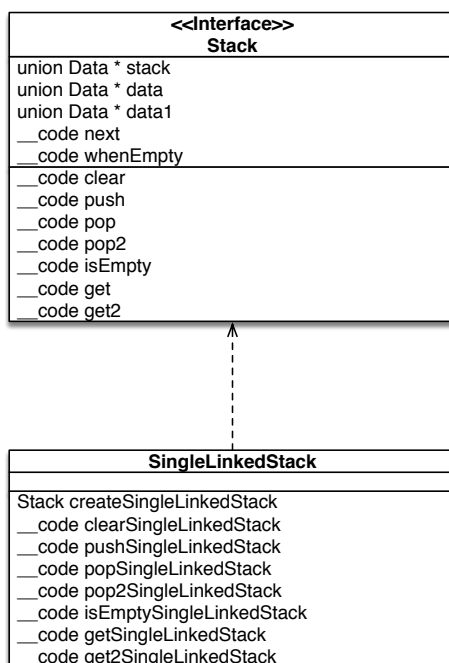 <<Interface>>
Stack
union Data * stack
union Data * data
union Data * data1
__code next
__code whenEmpty
__code clear
__code push
__code pop
__code pop2
__code isEmpty
__code get
__code get2
SingleLinkedStack
Stack createSingleLinkedStack
__code clearSingleLinkedStack
__code pushSingleLinkedStack
__code popSingleLinkedStack
__code pop2SingleLinkedStack
__code isEmptySingleLinkedStack
__code getSingleLinkedStack
__code get2SingleLinkedStack